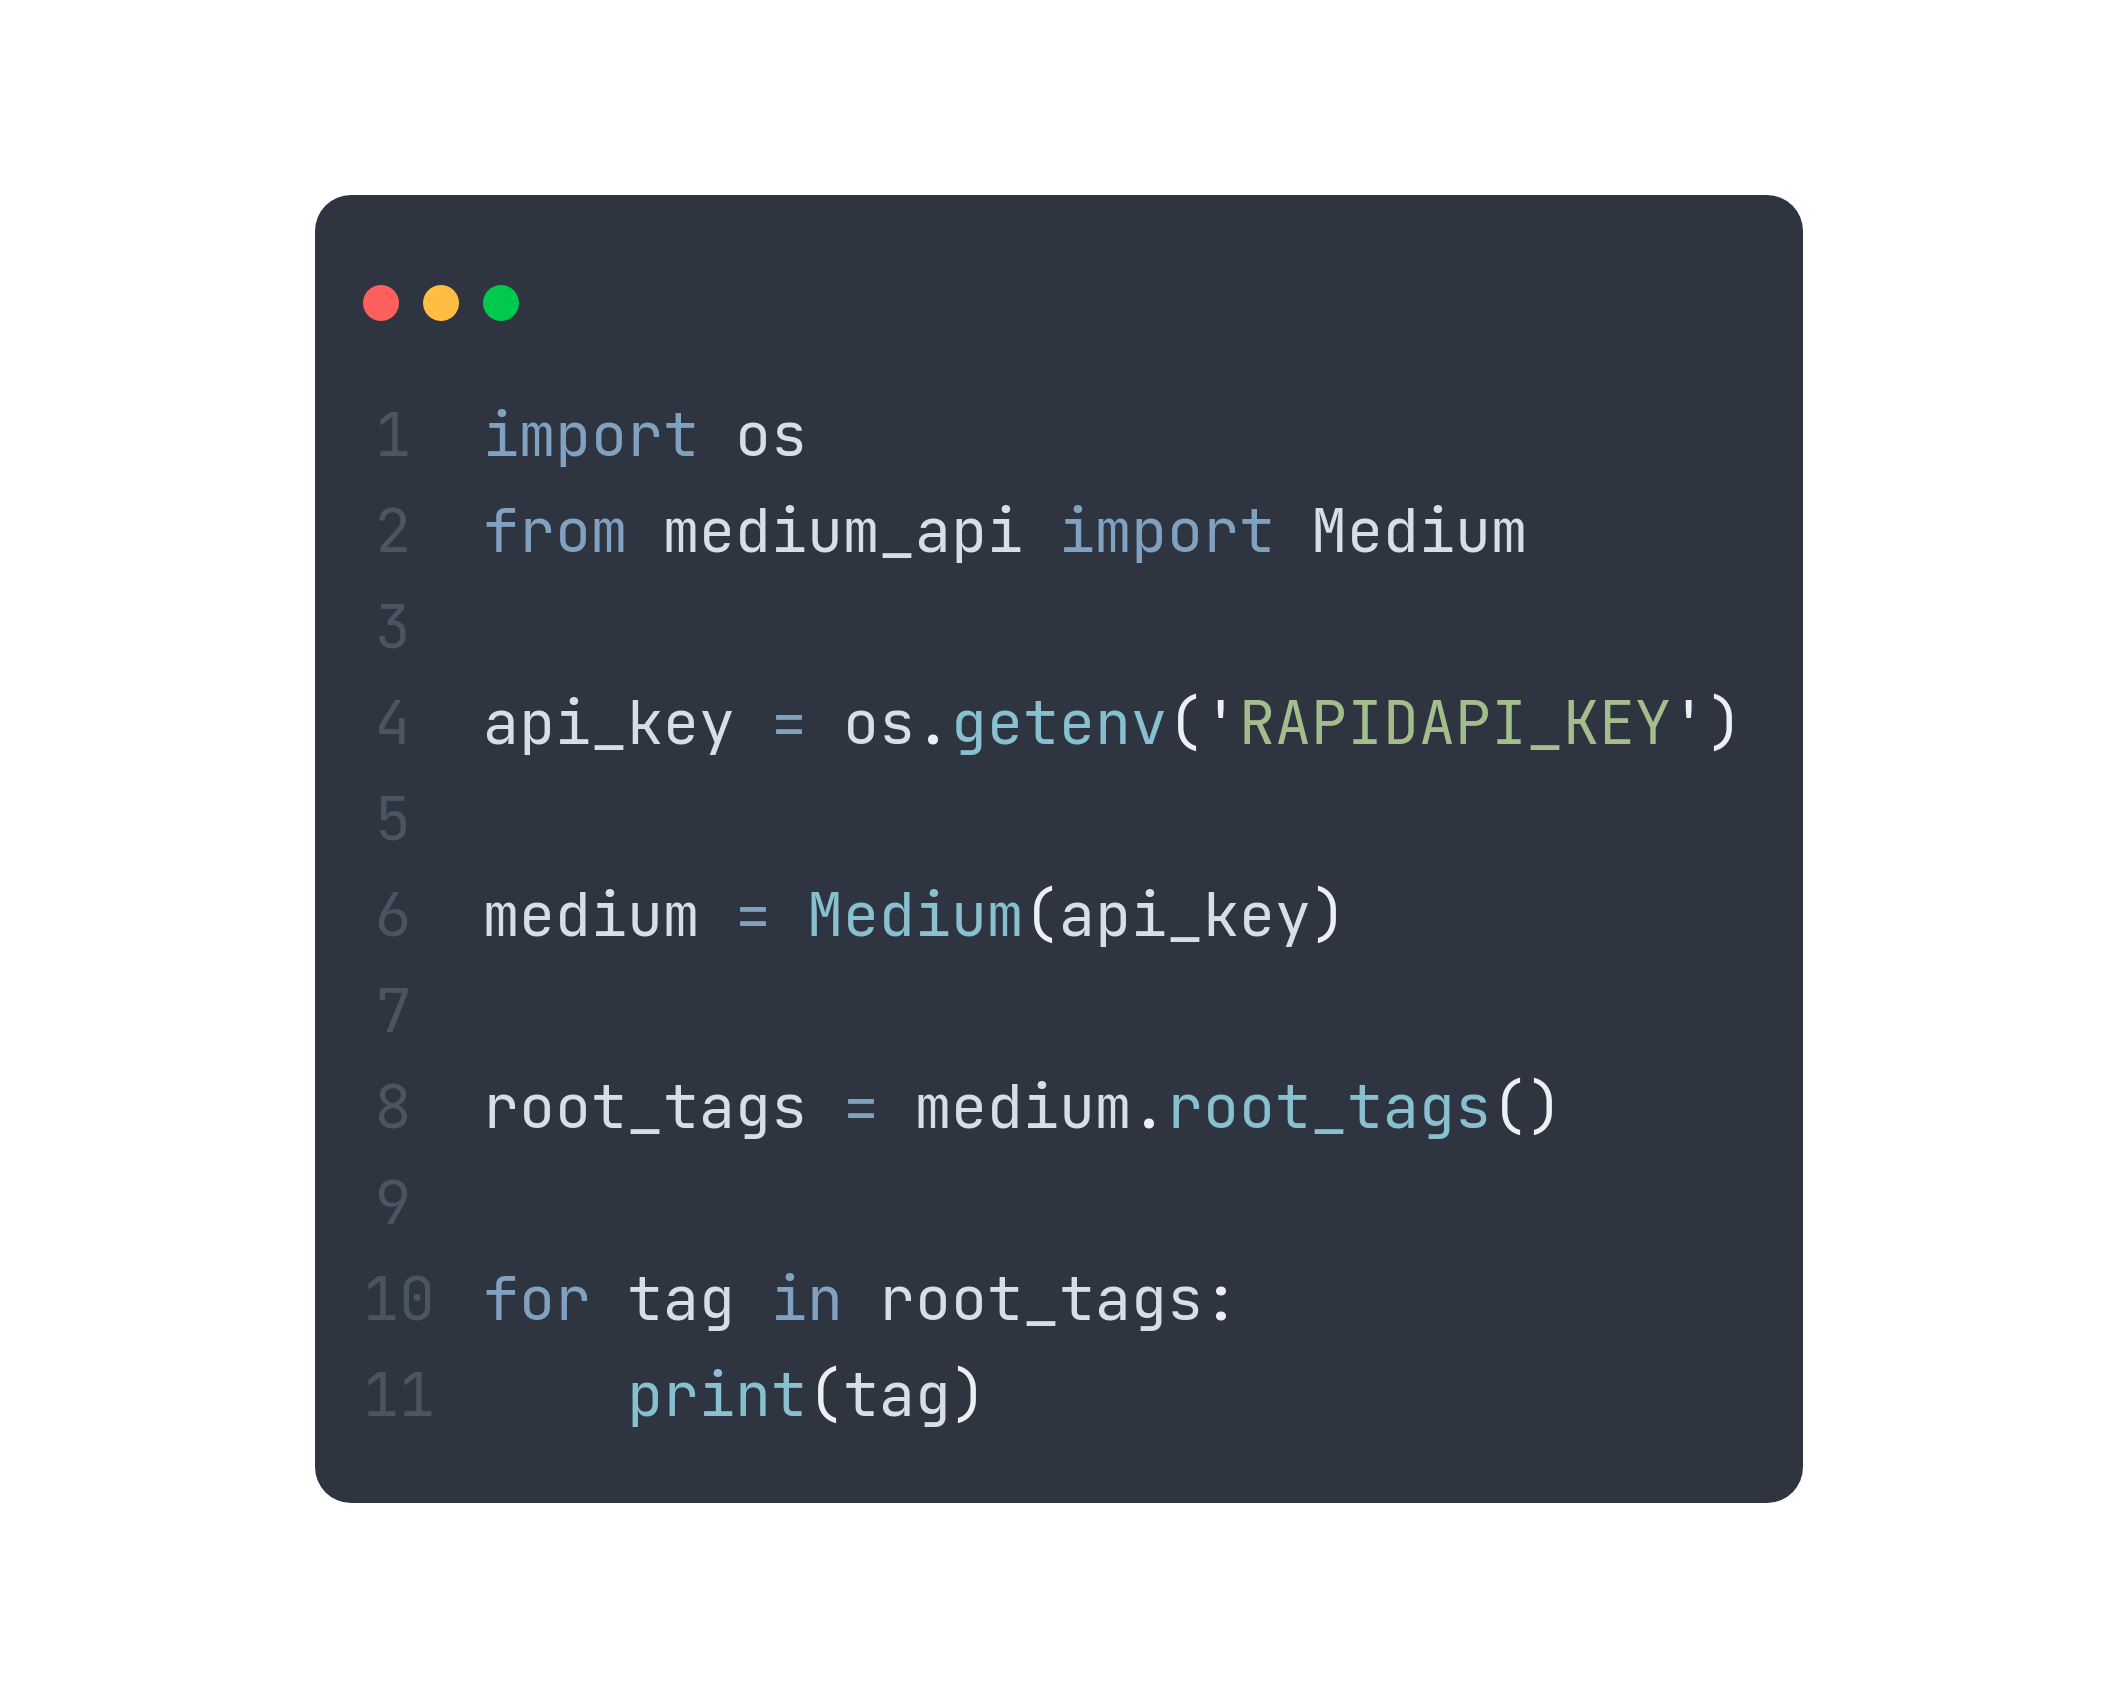 1 import os
2 from medium_api import Medium
3
4 api_key = os.getenv('RAPIDAPI_KEY')
5
6 medium = Medium(api_key)
7
8 root_tags = medium.root_tags()
9
10 for tag in root_tags:
11     print(tag)